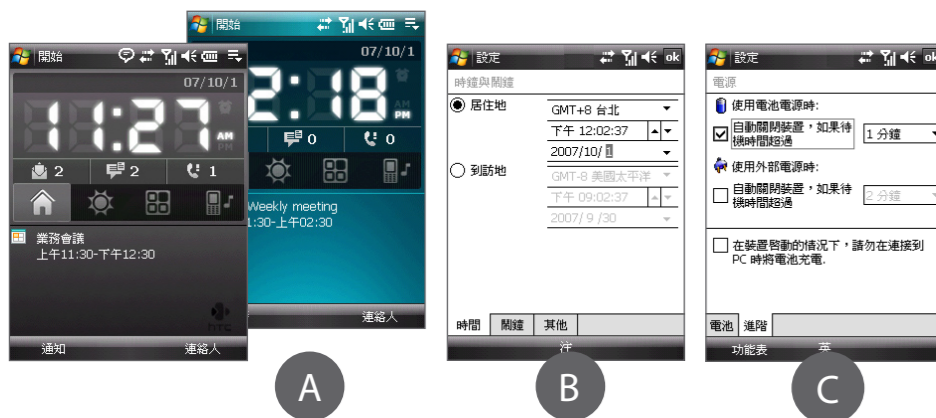 開始
07/10/1
11:27
AM
PM
2
2
1
業務會議
上午11:30-下午12:30
htc
通知
連絡人
開始
07/10/1
2:18
AM
PM
0
0
Weekly meeting
1:30-上午02:30
連絡人
A
設定
ok
時鐘與鬧鐘
居住地
GMT+8 台北
下午 12:02:37
2007/10/ 1
到訪地
GMT-8 美國太平洋
下午 09:02:37
2007/ 9 /30
時間
鬧鐘
其他
注
B
設定
ok
電源
使用電池電源時:
自動關閉裝置，如果待
機時間超過
1 分鐘
使用外部電源時:
自動關閉裝置，如果待
機時間超過
2 分鐘
在裝置啓動的情況下，請勿在連接到
PC 時將電池充電.
電池
進階
功能表
英
C